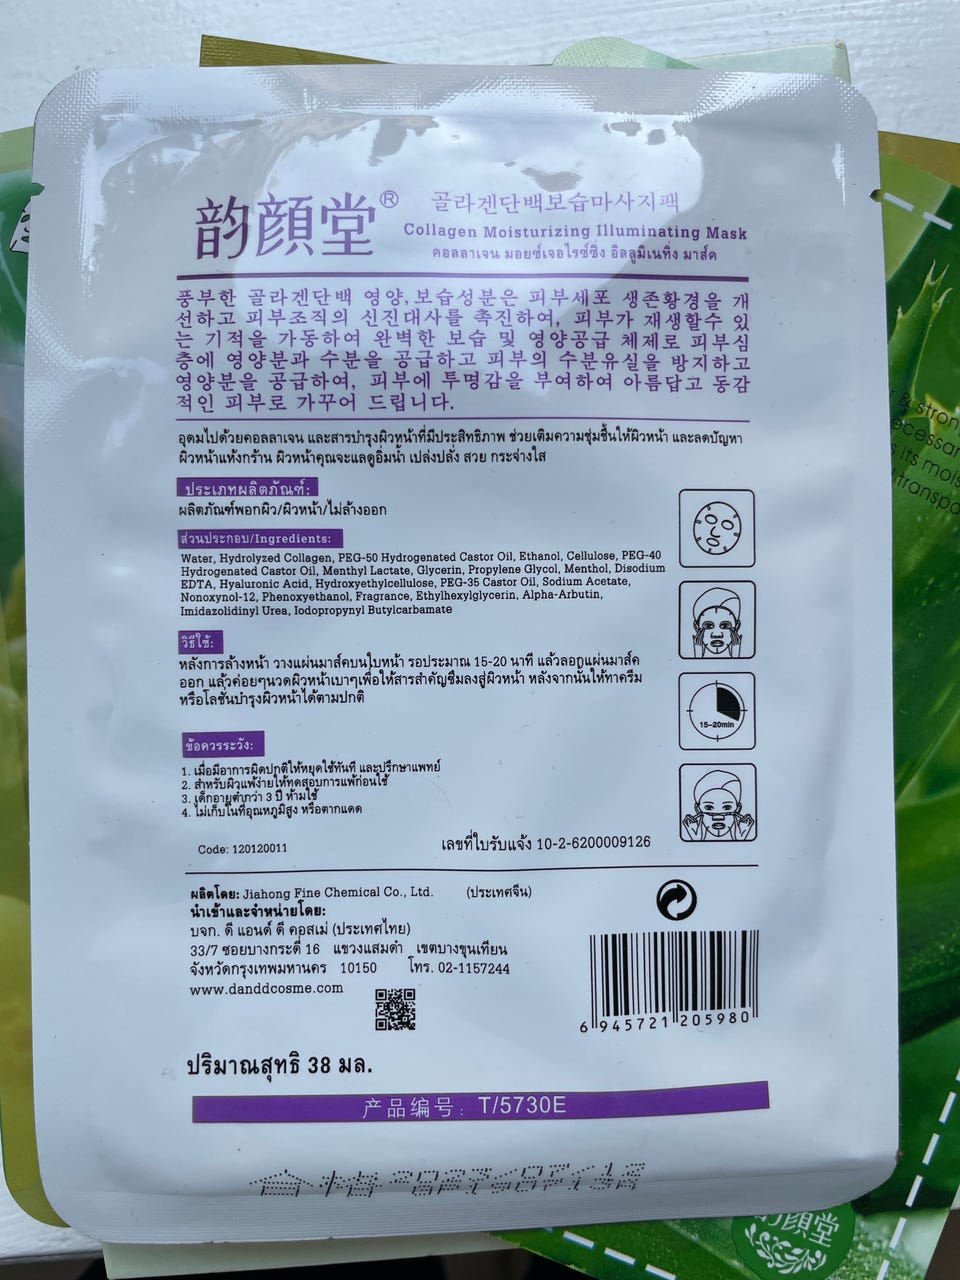 韵顔堂®
골라겐단백보습마사지팩
Collagen Moisturizing Illuminating Mask
คอลลาเจน มอยซ์เจอไรซ์ซิ่ง อิลลูมิเนทิ่ง มาส์ค
풍부한 골라겐단백 영양,보습성분은 피부세포 생존황경을 개
선하고 피부조직의 신진대사를 촉진하여, 피부가 재생할수 있
는 기적을 가동하여 완벽한 보습 및 영양공급 체제로 피부심
층에 영양분과 수분을 공급하고 피부의 수분유실을 방지하고
영양분을 공급하여, 피부에 투명감을 부여하여 아름답고 동감
적인 피부로 가꾸어 드립니다.
อุดมไปด้วยคอลลาเจน และสารบำรุงผิวหน้าที่มีประสิทธิภาพ ช่วยเติมความชุ่มชื้นให้ผิวหน้า และลดปัญหา
ผิวหน้าแห้งกร้าน ผิวหน้าคุณจะแลดูอิ่มน้ำ เปล่งปลั่ง สวย กระจ่างใส
ประเภทผลิตภัณฑ์:
ผลิตภัณฑ์พอกผิว/ผิวหน้า/ไม่ล้างออก
ส่วนประกอบ/Ingredients:
Water, Hydrolyzed Collagen, PEG-50 Hydrogenated Castor Oil, Ethanol, Cellulose, PEG-40
Hydrogenated Castor Oil, Menthyl Lactate, Glycerin, Propylene Glycol, Menthol, Disodium
EDTA, Hyaluronic Acid, Hydroxyethylcellulose, PEG-35 Castor Oil, Sodium Acetate,
Nonoxynol-12, Phenoxyethanol, Fragrance, Ethylhexylglycerin, Alpha-Arbutin,
Imidazolidinyl Urea, Iodopropynyl Butylcarbamate
วิธีใช้:
หลังการล้างหน้า วางแผ่นมาส์คบนใบหน้า รอประมาณ 15-20 นาที แล้วลอกแผ่นมาส์ค
ออก แล้วค่อยๆนวดผิวหน้าเบาๆเพื่อให้สารสำคัญซึมลงสู่ผิวหน้า หลังจากนั้นให้ทาครีม
หรือโลชั่นบำรุงผิวหน้าได้ตามปกติ
15-20min
ข้อควรระวัง:
1. เมื่อมีอาการผิดปกติให้หยุดใช้ทันที และปรึกษาแพทย์
2. สำหรับผิวแพ้ง่ายให้ทดสอบการแพ้ก่อนใช้
3. เด็กอายุต่ำกว่า 3 ปี ห้ามใช้
4. ไม่เก็บในที่อุณหภูมิสูง หรือตากแดด
Code: 120120011
เลขที่ใบรับแจ้ง 10-2-6200009126
ผลิตโดย: Jiahong Fine Chemical Co., Ltd. (ประเทศจีน)
นำเข้าและจำหน่ายโดย:
บจก. ดี แอนด์ ดี คอสเม่ (ประเทศไทย)
33/7 ซอยบางกระดี่ 16 แขวงแสมดำ เขตบางขุนเทียน
จังหวัดกรุงเทพมหานคร 10150 โทร. 02-1157244
www.danddcosme.com
6 945721 205980
ปริมาณสุทธิ 38 มล.
产品编号: T/5730E
合格
& strong
ecessar
its mois
transpa
韵顔堂